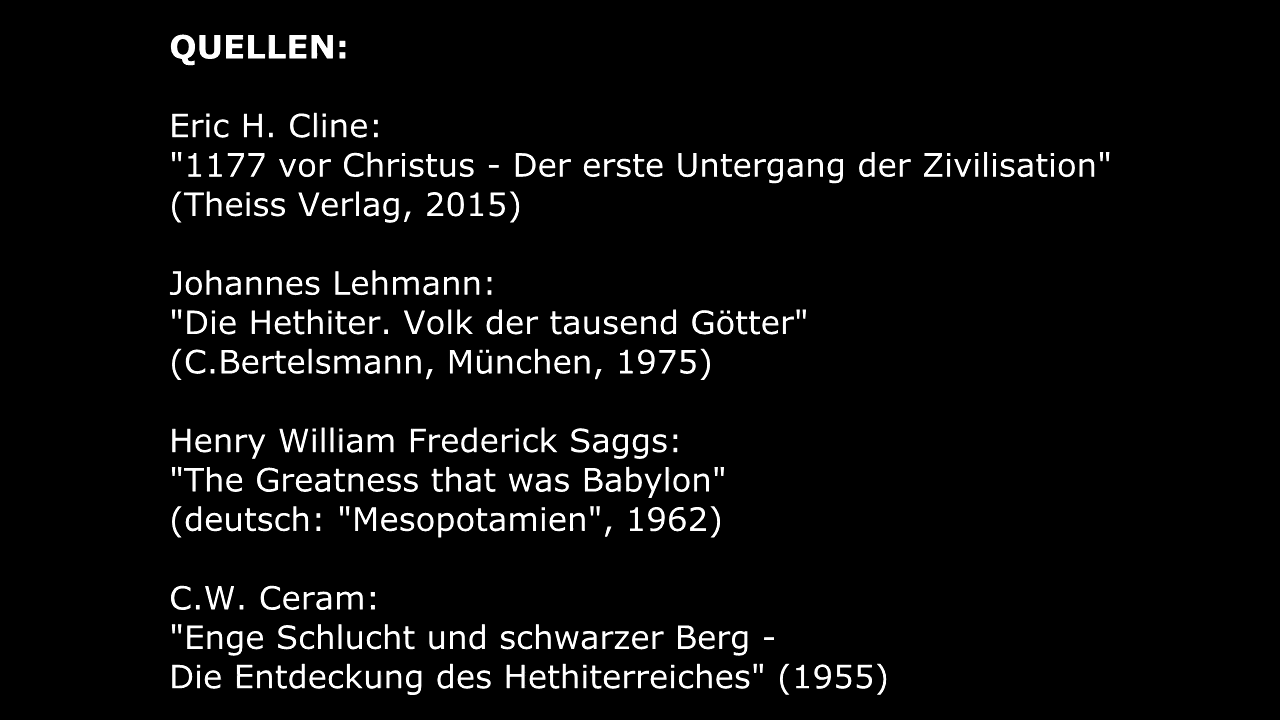 QUELLEN:
Eric H. Cline:
"1177 vor Christus - Der erste Untergang der Zivilisation"
(Theiss Verlag, 2015)
Johannes Lehmann:
"Die Hethiter. Volk der tausend Götter"
(C.Bertelsmann, München, 1975)
Henry William Frederick Saggs:
"The Greatness that was Babylon"
(deutsch: "Mesopotamien", 1962)
C.W. Ceram:
"Enge Schlucht und schwarzer Berg -
Die Entdeckung des Hethiterreiches" (1955)